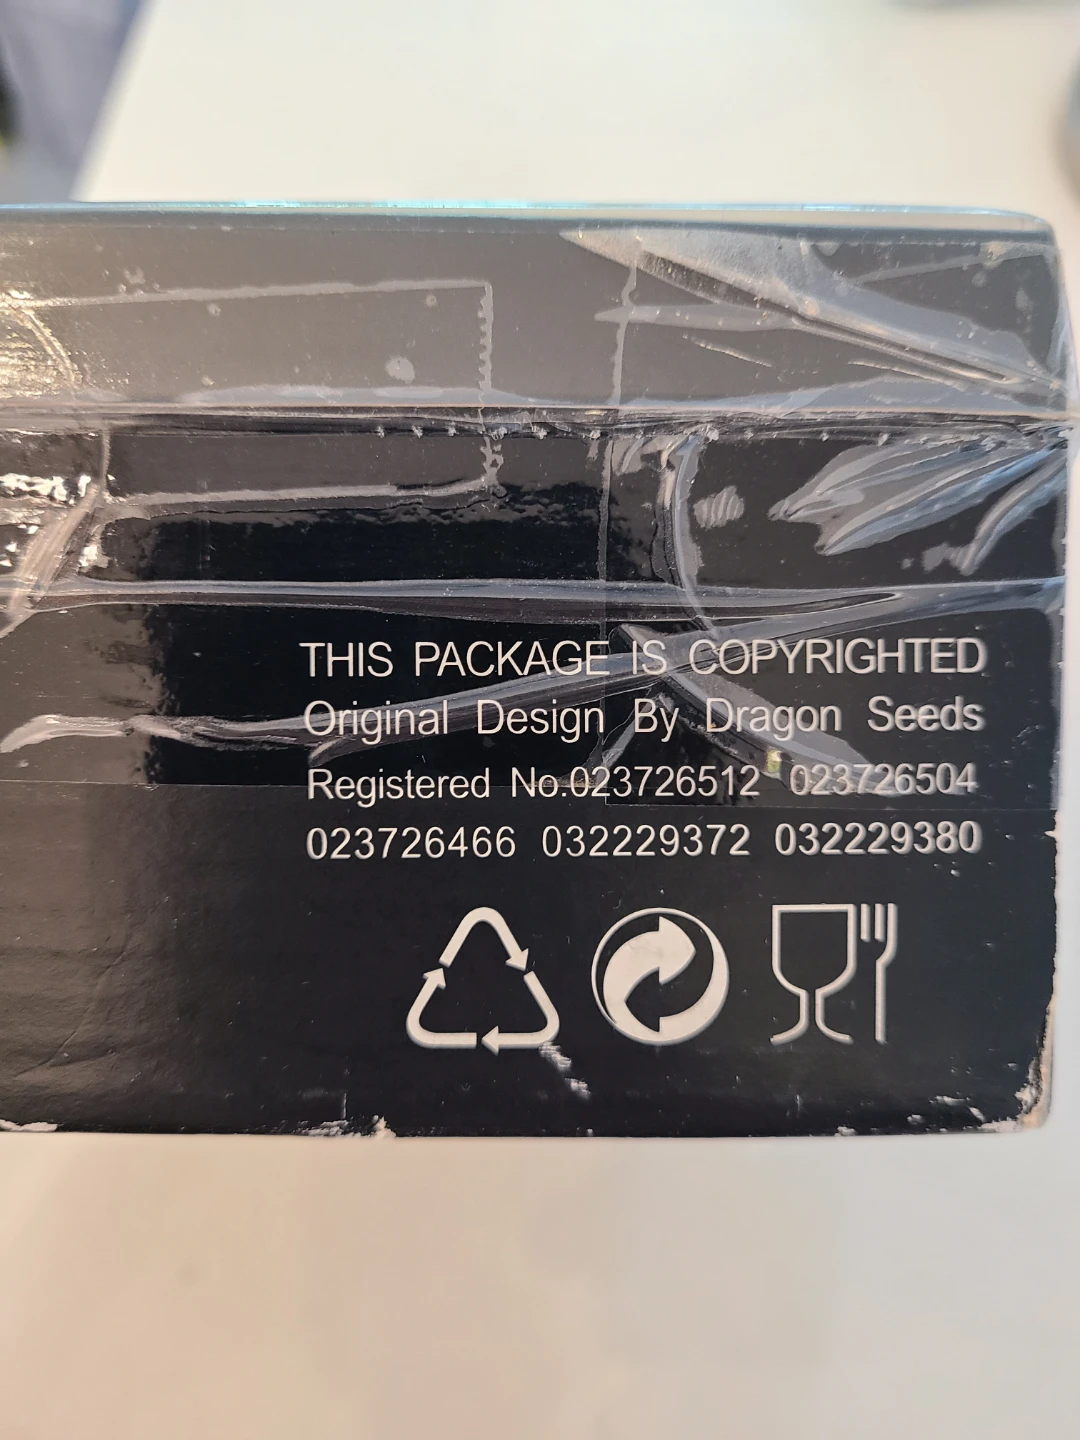 THIS PACKAGE IS COPYRIGHTED
Original Design By Dragon Seeds
Registered No.023726512 023726504
023726466 032229372 032229380